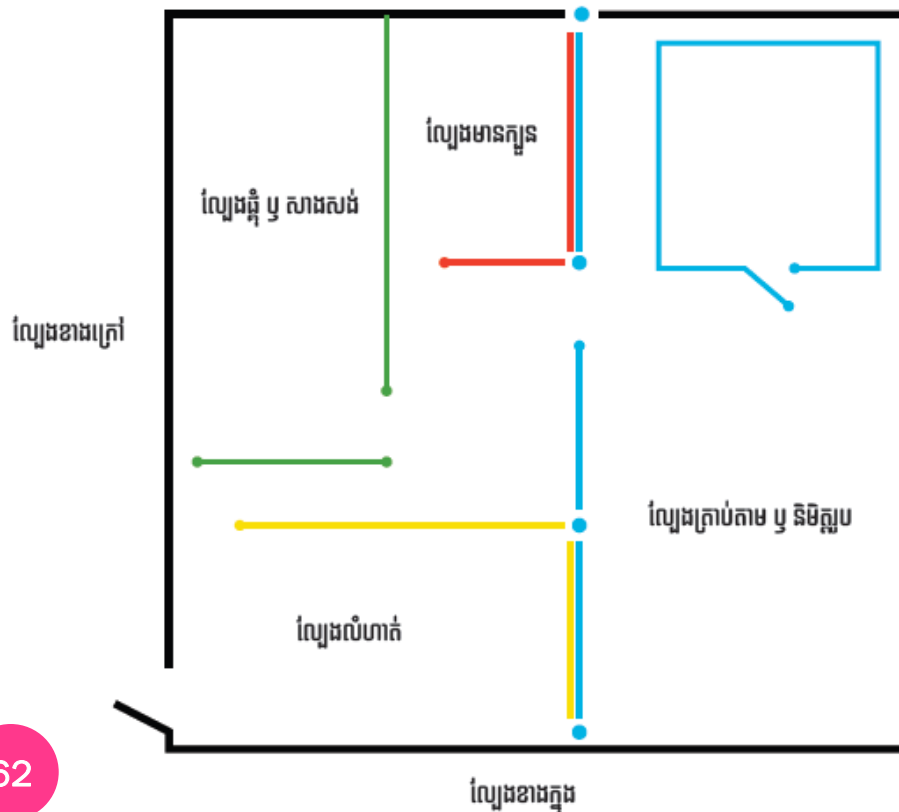 ល្បែងមានក្បួន
ល្បែងផ្គុំ ឬ សាងសង់
ល្បែងខាងក្រៅ
ល្បែងត្រាប់តាម ឬ និមិត្តរូប
ល្បែងលំហាត់
62
ល្បែងខាងក្នុង